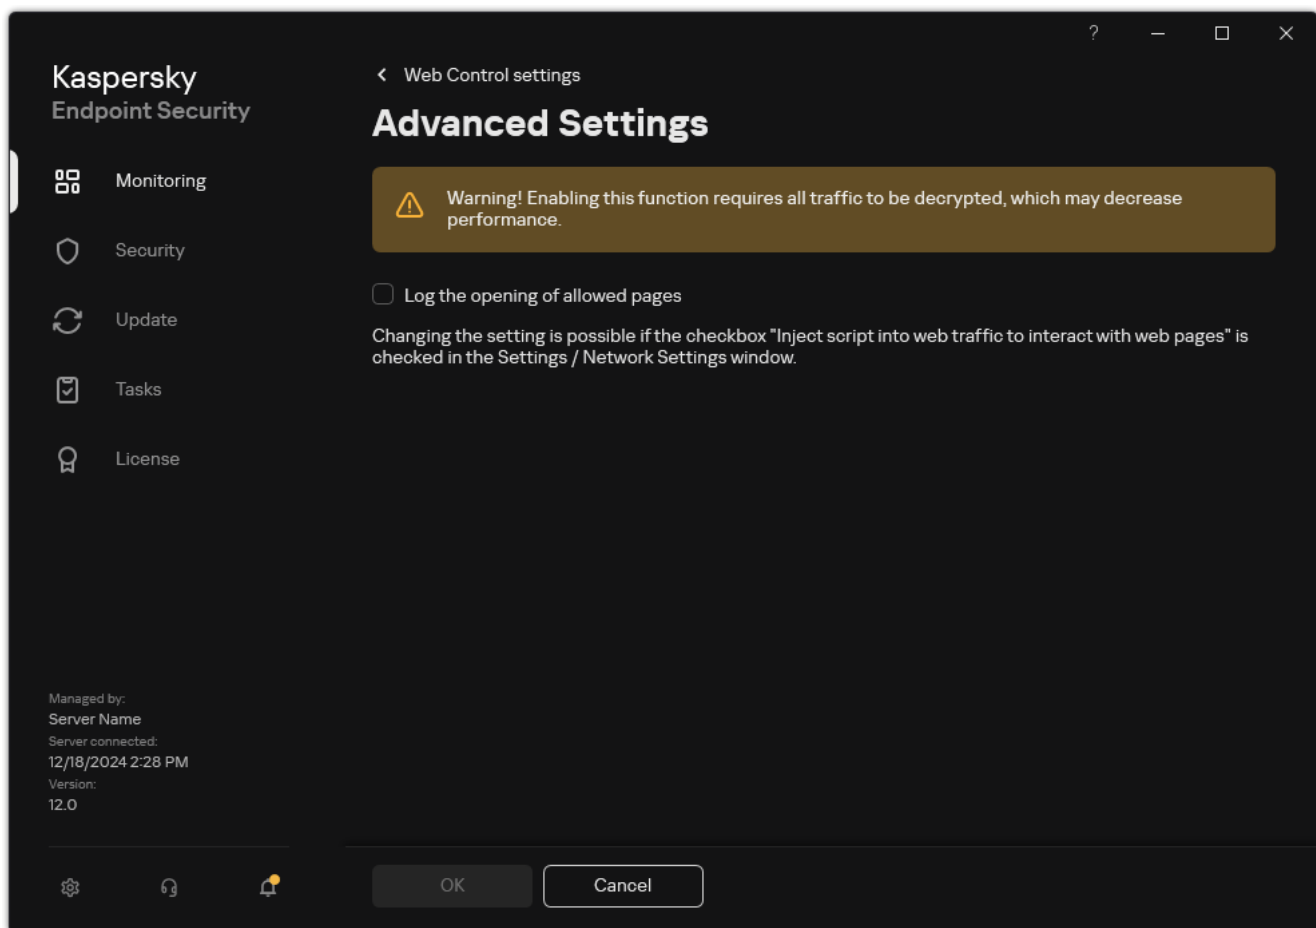 ?
Kaspersky
Endpoint Security
Monitoring
Security
Update
Tasks
License
Managed by:
Server Name
Server connected:
12/18/2024 2:28 PM
Version:
12.0
Web Control settings
Advanced Settings
Warning! Enabling this function requires all traffic to be decrypted, which may decrease
performance.
Log the opening of allowed pages
Changing the setting is possible if the checkbox "Inject script into web traffic to interact with web pages" is
checked in the Settings / Network Settings window.
OK
Cancel